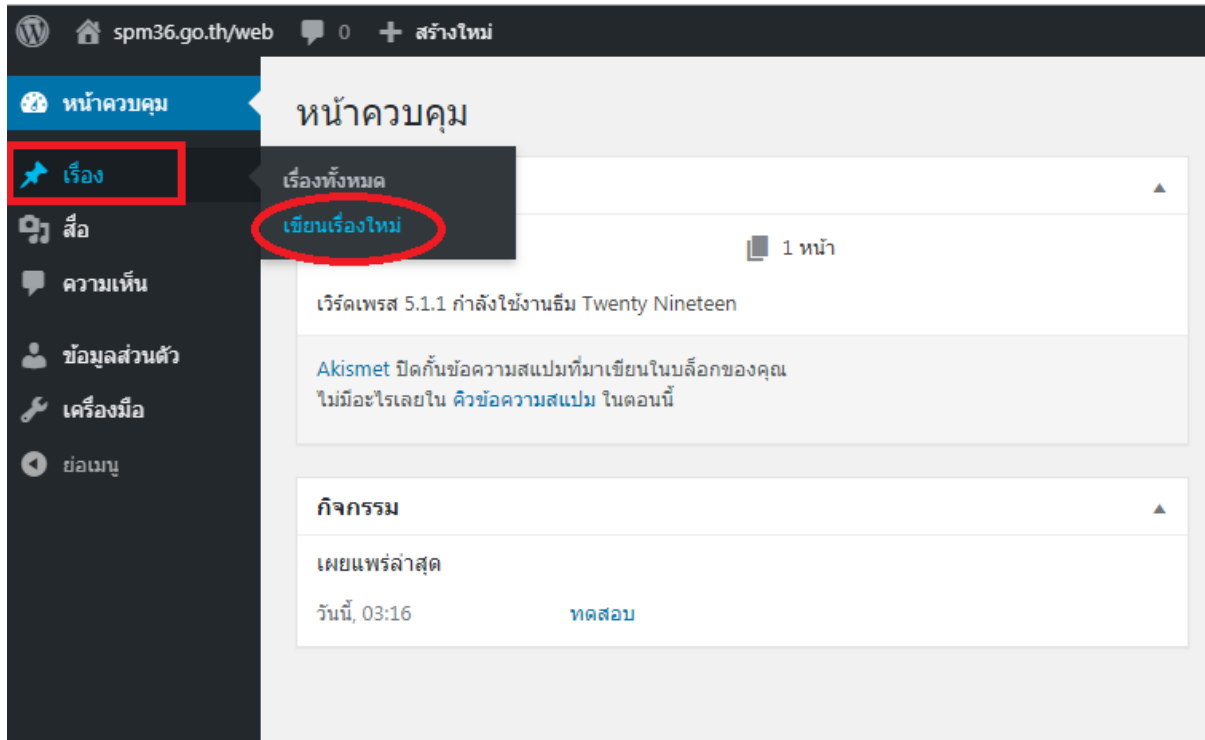 spm36.go.th/web 0 + สร้างใหม่
หน้าควบคุม
เรื่อง
สื่อ
ความเห็น
ข้อมูลส่วนตัว
เครื่องมือ
ย่อเมนู
หน้าควบคุม
เรื่องทั้งหมด
เขียนเรื่องใหม่
1 หน้า
เวิร์ดเพรส 5.1.1 กำลังใช้งานธีม Twenty Nineteen
Akismet ปิดกั้นข้อความสแปมที่มาเขียนในบล็อกของคุณ
ไม่มีอะไรเลยใน คิวข้อความสแปม ในตอนนี้
กิจกรรม
เผยแพร่ล่าสุด
วันนี้, 03:16 ทดสอบ